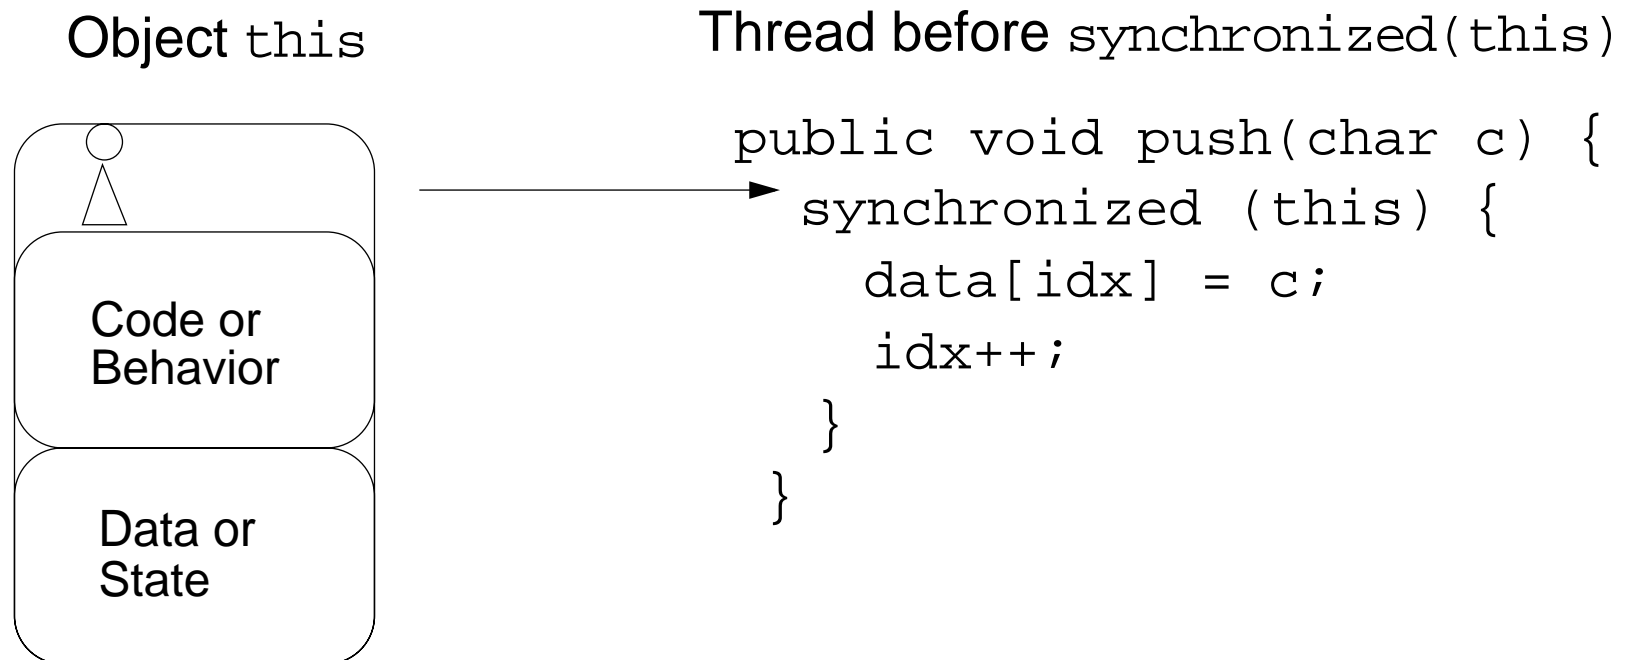 Object this
Thread before synchronized(this)
Code or
Behavior
Data or
State
public void push(char c) {
synchronized (this) {
data[idx] = c;
idx++;
}
}